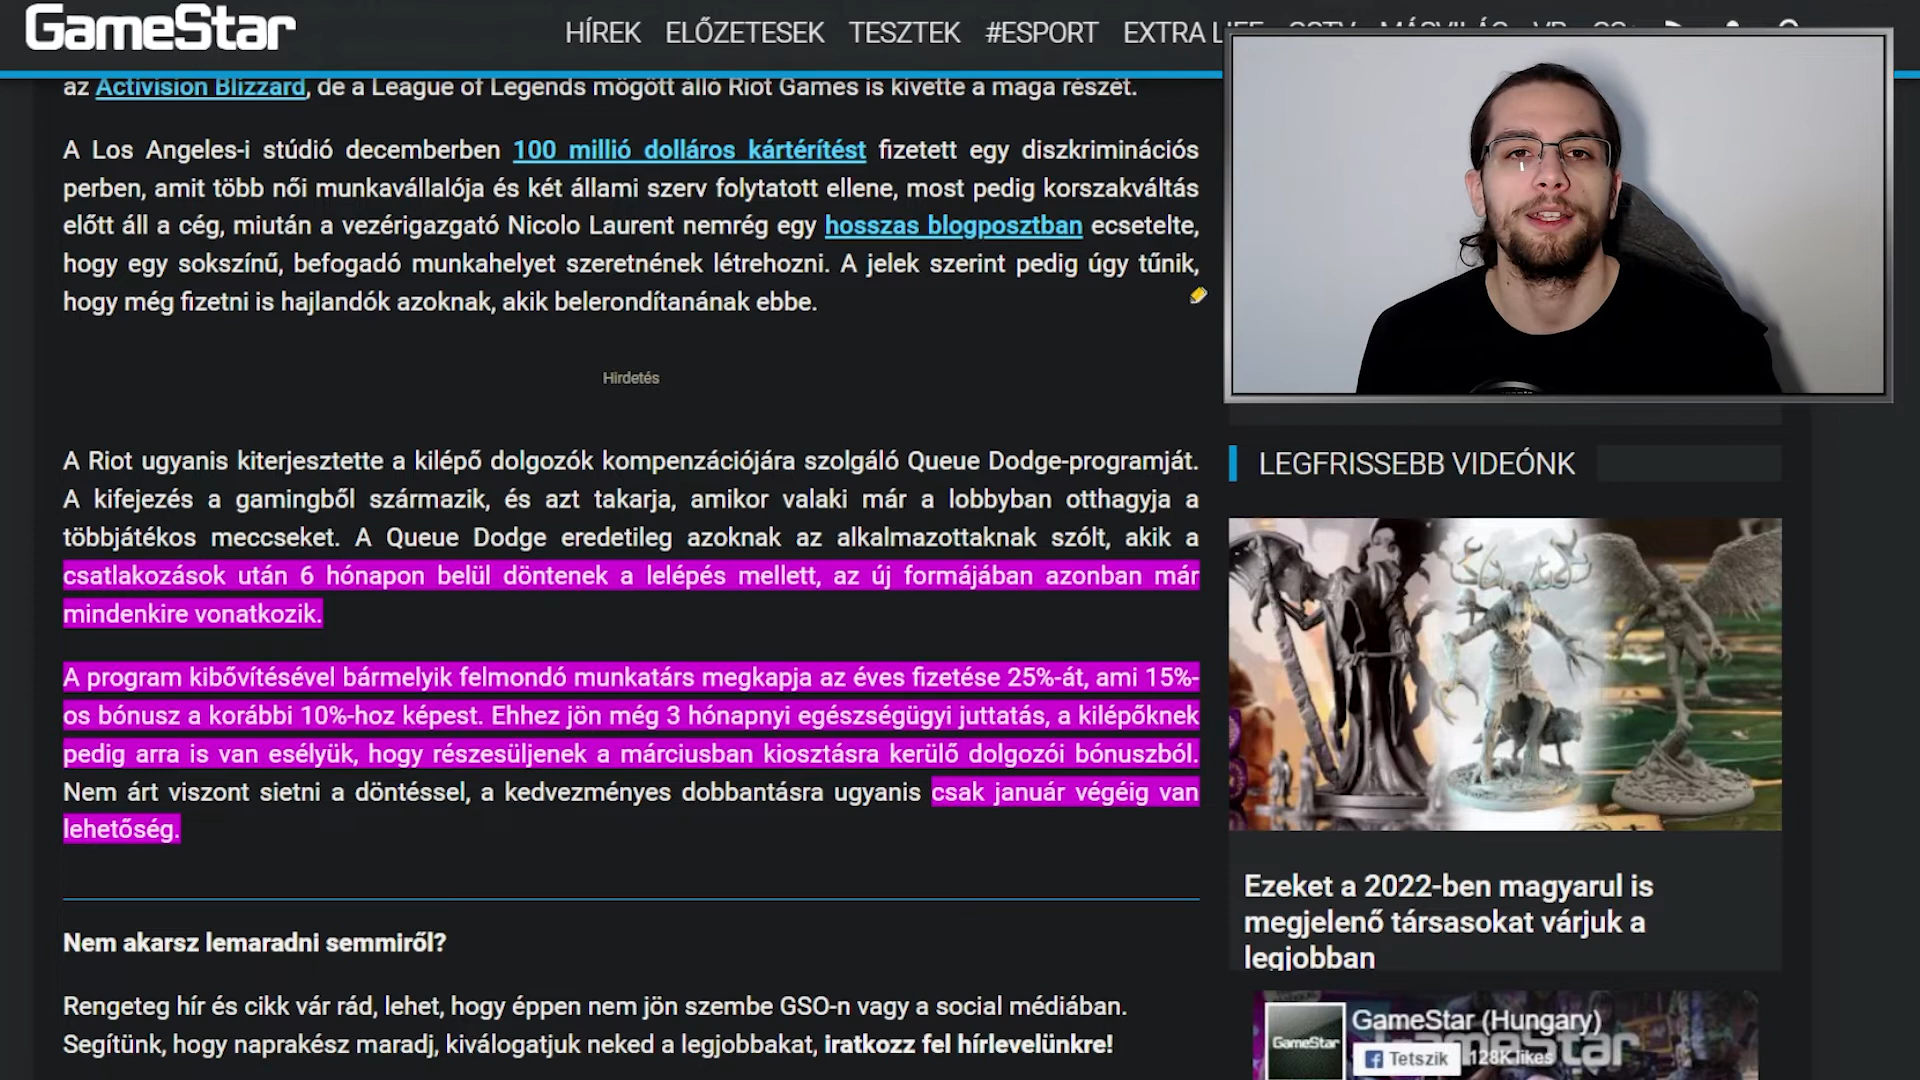 GameStar
HÍREK ELŐZETESEK TESZTEK #ESPORT EXTRA
az Activision Blizzard, de a League of Legends mögött álló Riot Games is kivette a maga részét.
A Los Angeles-i stúdió decemberben 100 millió dolláros kártérítést fizetett egy diszkriminációs
perben, amit több női munkavállalója és két állami szerv folytatott ellene, most pedig korszakváltás
előtt áll a cég, miután a vezérigazgató Nicolo Laurent nemrég egy hosszas blogposztban ecsetelte,
hogy egy sokszínű, befogadó munkahelyet szeretnének létrehozni. A jelek szerint pedig úgy tűnik,
hogy még fizetni is hajlandók azoknak, akik belerondítanának ebbe.
Hirdetés
A Riot ugyanis kiterjesztette a kilépő dolgozók kompenzációjára szolgáló Queue Dodge-programját.
A kifejezés a gamingből származik, és azt takarja, amikor valaki már a lobbyban otthagyja a
többjátékos meccseket. A Queue Dodge eredetileg azoknak az alkalmazottaknak szólt, akik a
csatlakozások után 6 hónapon belül döntenek a lelépés mellett, az új formájában azonban már
mindenkire vonatkozik.
A program kibővítésével bármelyik felmondó munkatárs megkapja az éves fizetése 25%-át, ami 15%-
os bónusz a korábbi 10%-hoz képest. Ehhez jön még 3 hónapnyi egészségügyi juttatás, a kilépőknek
pedig arra is van esélyük, hogy részesüljenek a márciusban kiosztásra kerülő dolgozói bónuszból.
Nem árt viszont sietni a döntéssel, a kedvezményes dobbantásra ugyanis csak január végéig van
lehetőség.
Nem akarsz lemaradni semmiről?
Rengeteg hír és cikk vár rád, lehet, hogy éppen nem jön szembe GSO-n vagy a social médiában.
Segítünk, hogy naprakész maradj, kiválogatjuk neked a legjobbakat, iratkozz fel hírlevelünkre!
LEGFRISSEBB VIDEÓNK
Ezeket a 2022-ben magyarul is
megjelenő társasokat várjuk a
legjobban
GameStar
GameStar (Hungary)
Tetszik 128K likes